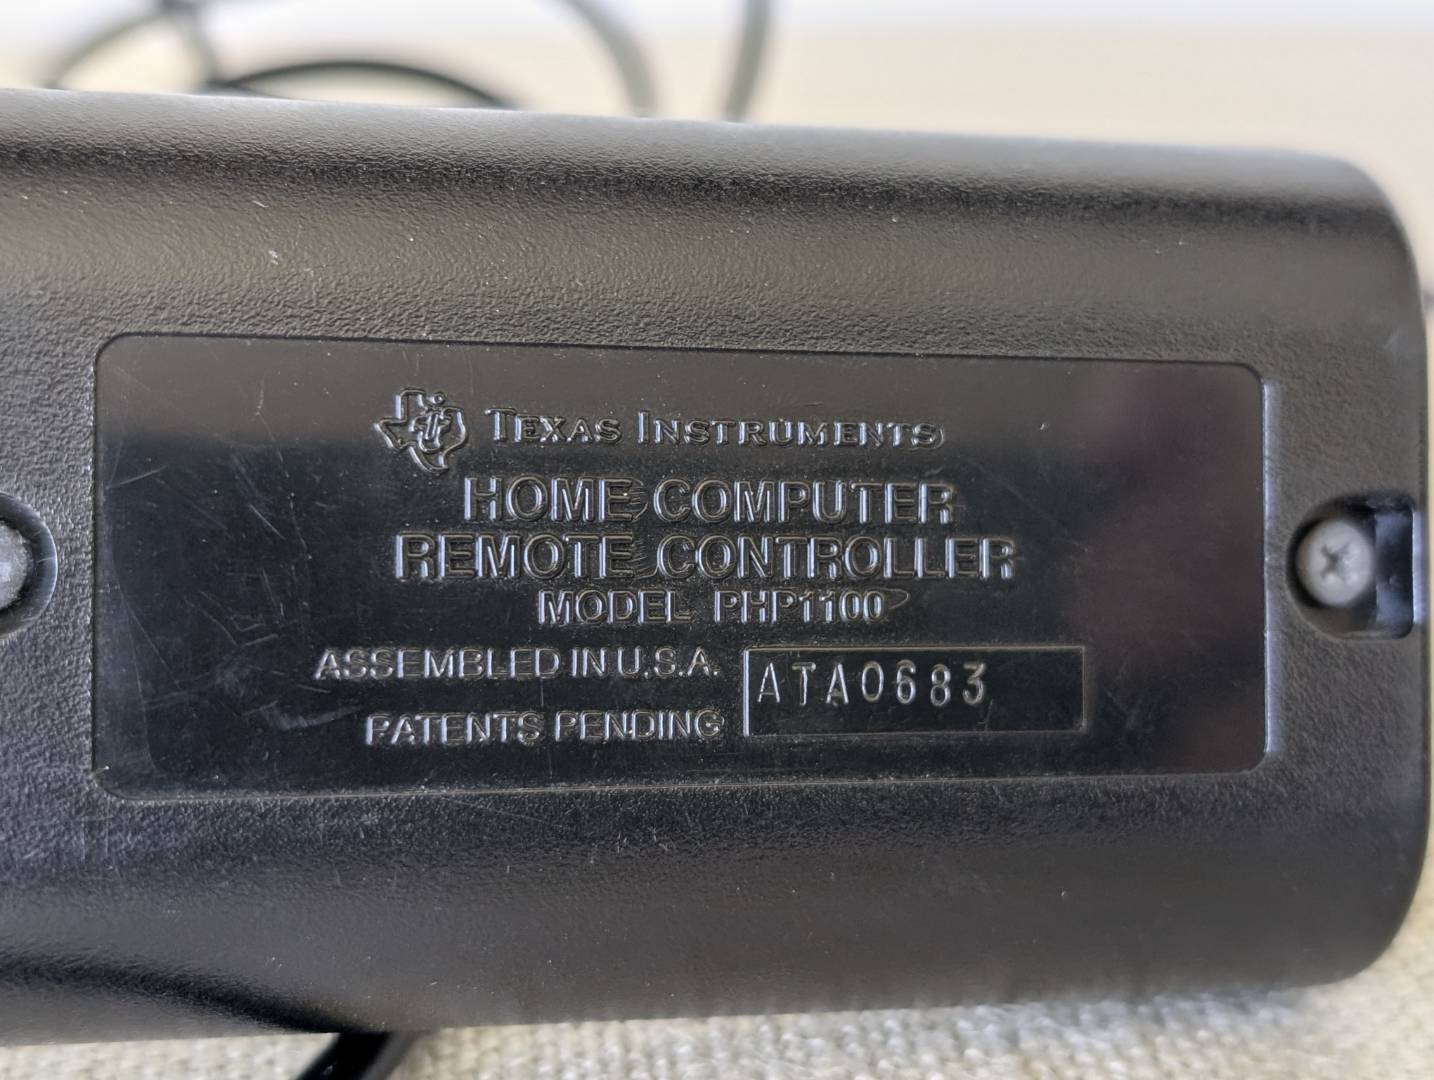 TEXAS INSTRUMENTS
HOME COMPUTER
REMOTE CONTROLLER
MODEL PHP1100
ASSEMBLED IN U.S.A.
ATA0683
PATENTS PENDING